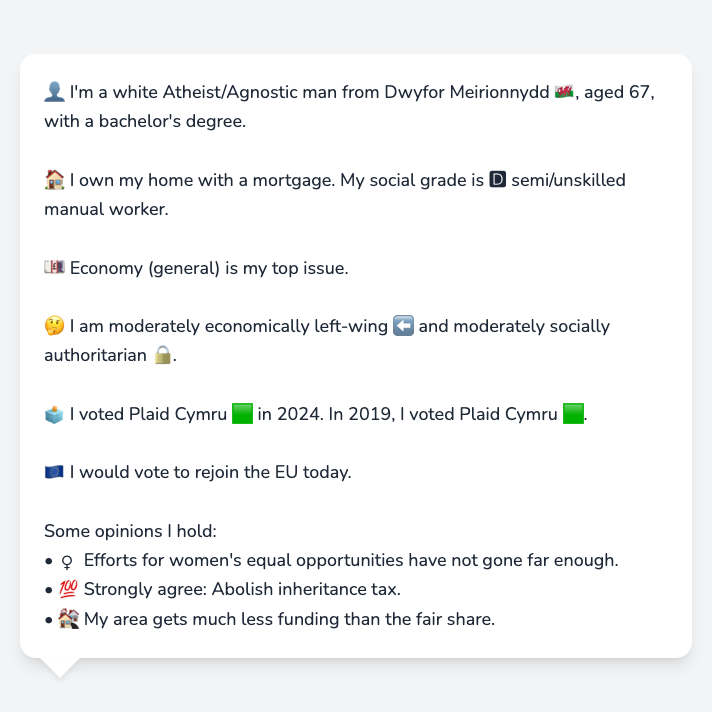 👤 I'm a white Atheist/Agnostic man from Dwyfor Meirionnydd 🏴󠁧󠁢󠁷󠁬󠁳󠁿, aged 67,
with a bachelor's degree.
🏠 I own my home with a mortgage. My social grade is 🅳 semi/unskilled
manual worker.
💷 Economy (general) is my top issue.
🤔 I am moderately economically left-wing ⬅️ and moderately socially
authoritarian 🔒.
🗳️ I voted Plaid Cymru 🟩 in 2024. In 2019, I voted Plaid Cymru 🟩.
🇪🇺 I would vote to rejoin the EU today.
Some opinions I hold:
• ♀ Efforts for women's equal opportunities have not gone far enough.
• 💯 Strongly agree: Abolish inheritance tax.
• 🏘️ My area gets much less funding than the fair share.